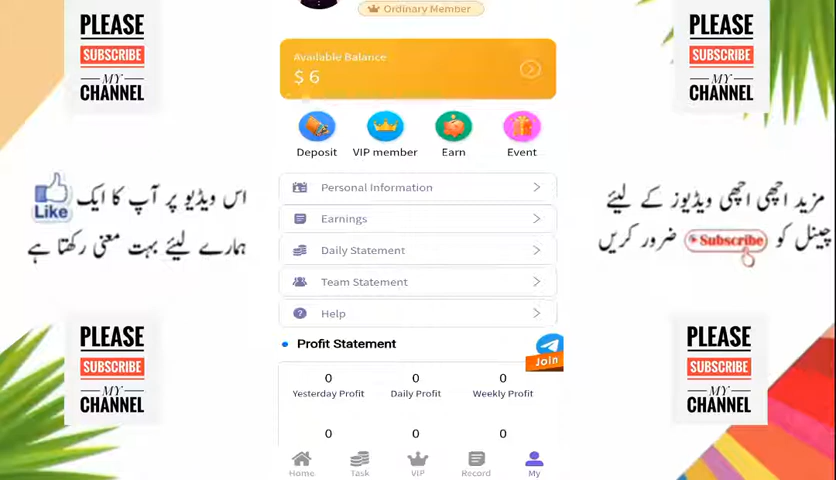 PLEASE
SUBSCRIBE
MY
CHANNEL
Ordinary Member
Available Balance
$ 6
Deposit
VIP member
Earn
Event
Personal Information
Earnings
Daily Statement
Team Statement
Help
Profit Statement
Join
0
0
0
Yesterday Profit
Daily Profit
Weekly Profit
0
0
0
Home
Task
VIP
Record
My
PLEASE
SUBSCRIBE
MY
CHANNEL
اس ویڈیو پر آپ کا ایک Like
ہمارے لیئے بہت معنی رکھتا ہے
مزید اچھی اچھی ویڈیوز کے لیئے
چینل کو Subscribe ضرور کریں
PLEASE
SUBSCRIBE
MY
CHANNEL
PLEASE
SUBSCRIBE
MY
CHANNEL